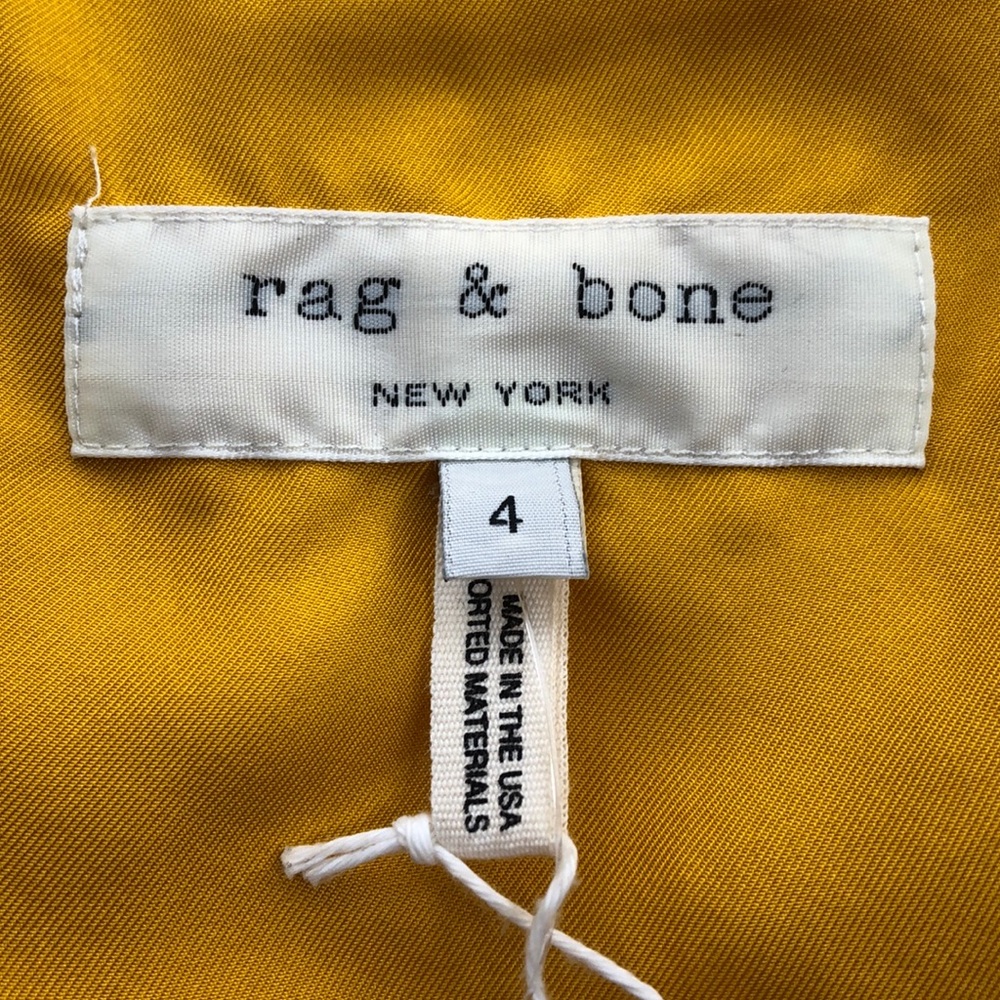 rag & bone
NEW YORK
4
MADE IN THE USA
ORTED MATERIALS